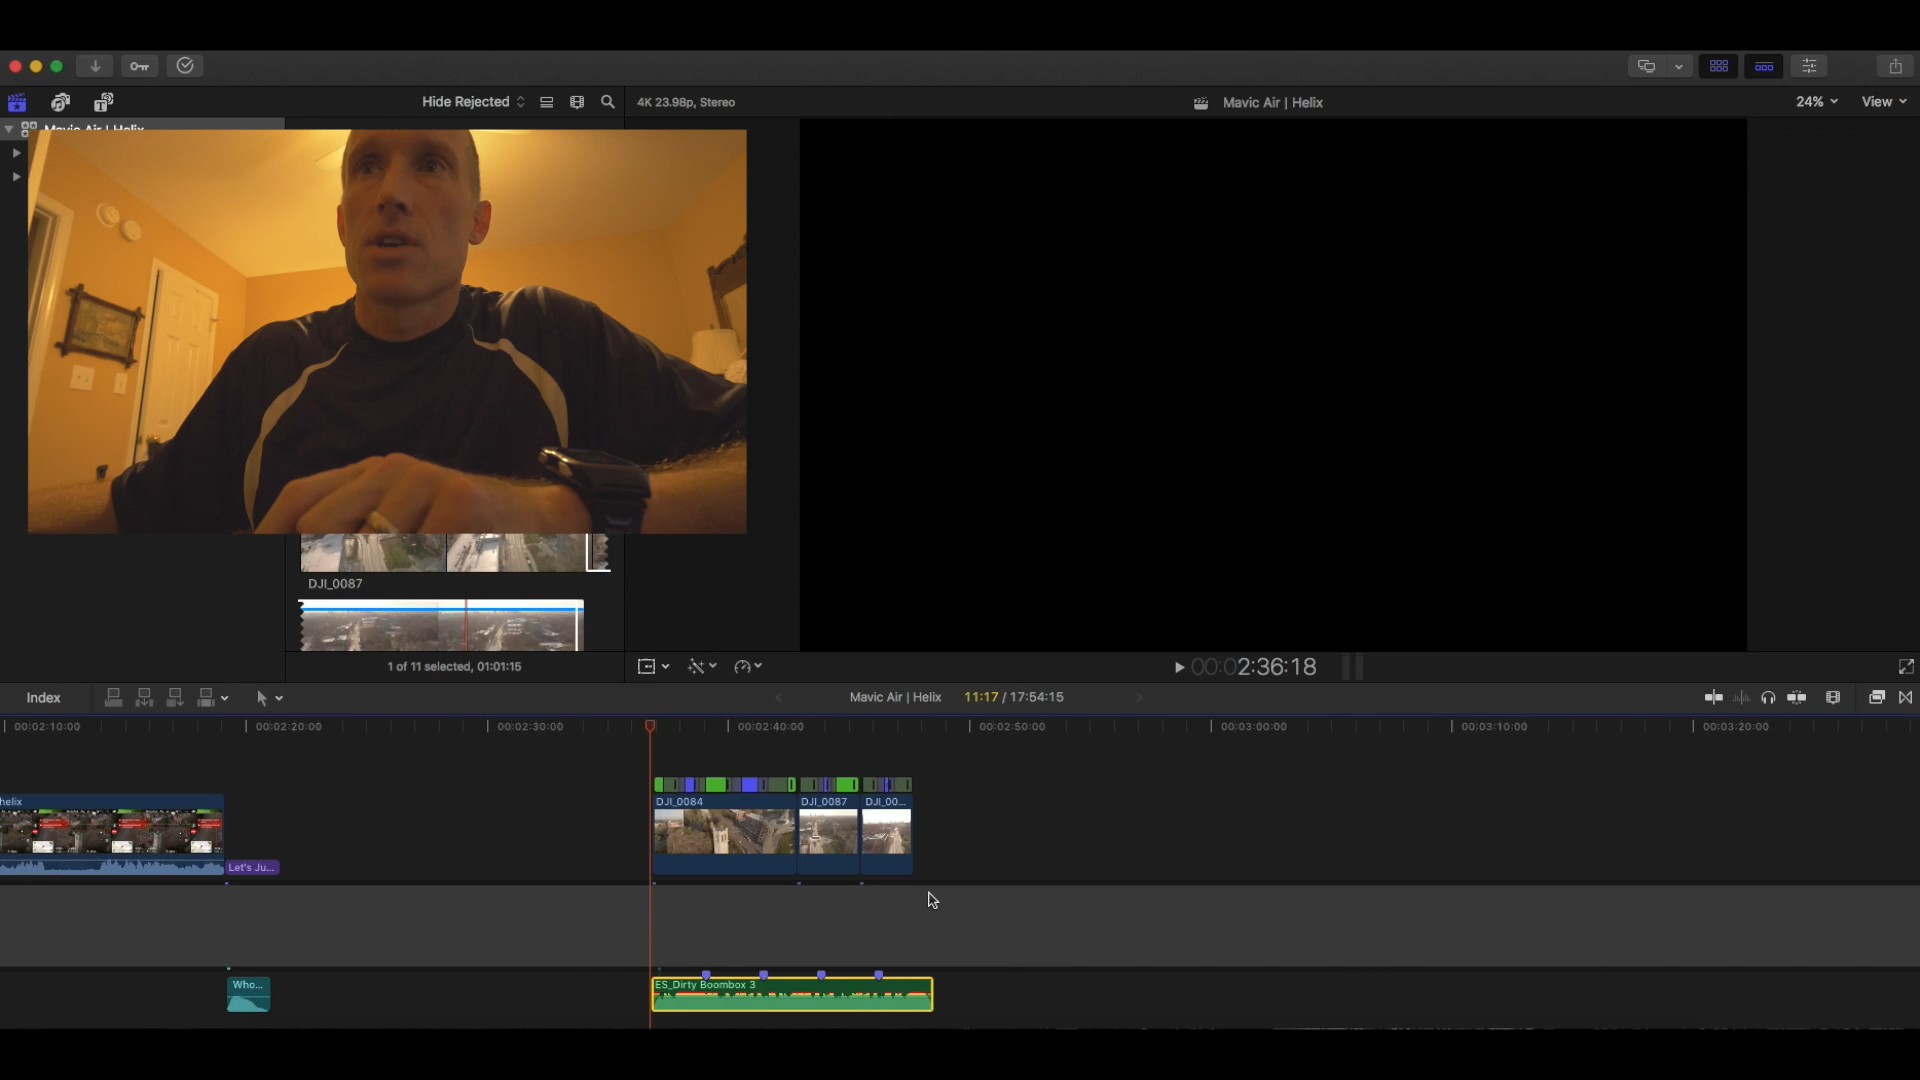 Hide Rejected
4K 23.98p, Stereo
Mavic Air | Helix
24%
View
Mavic Air | Helix
DJI_0087
1 of 11 selected, 01:01:15
00:02:36:18
Index
Mavic Air | Helix
11:17 / 17:54:15
00:02:10:00
00:02:20:00
00:02:30:00
00:02:40:00
00:02:50:00
00:03:00:00
00:03:10:00
00:03:20:00
helix
DJI_0084
DJI_0087
DJI_00...
Let's Ju...
Who...
ES_Dirty Boombox 3